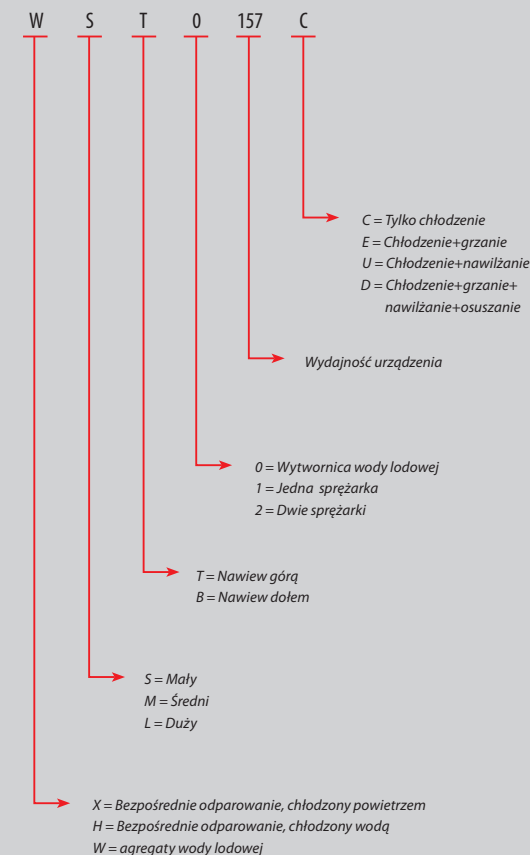 W S T 0 157 C
C = Tylko chłodzenie
E = Chłodzenie+grzanie
U = Chłodzenie+nawilżanie
D = Chłodzenie+grzanie+
nawilżanie+osuszanie
Wydajność urządzenia
0 = Wytwornica wody lodowej
1 = Jedna sprężarka
2 = Dwie sprężarki
T = Nawiew górą
B = Nawiew dołem
S = Mały
M = Średni
L = Duży
X = Bezpośrednie odparowanie, chłodzony powietrzem
H = Bezpośrednie odparowanie, chłodzony wodą
W = agregaty wody lodowej